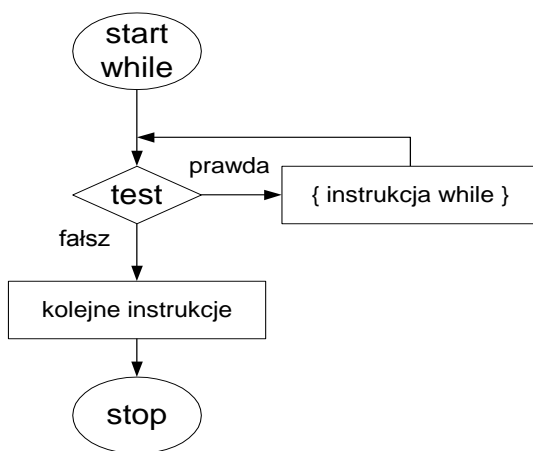 start
while
prawda
test
{ instrukcja while }
fałsz
kolejne instrukcje
stop